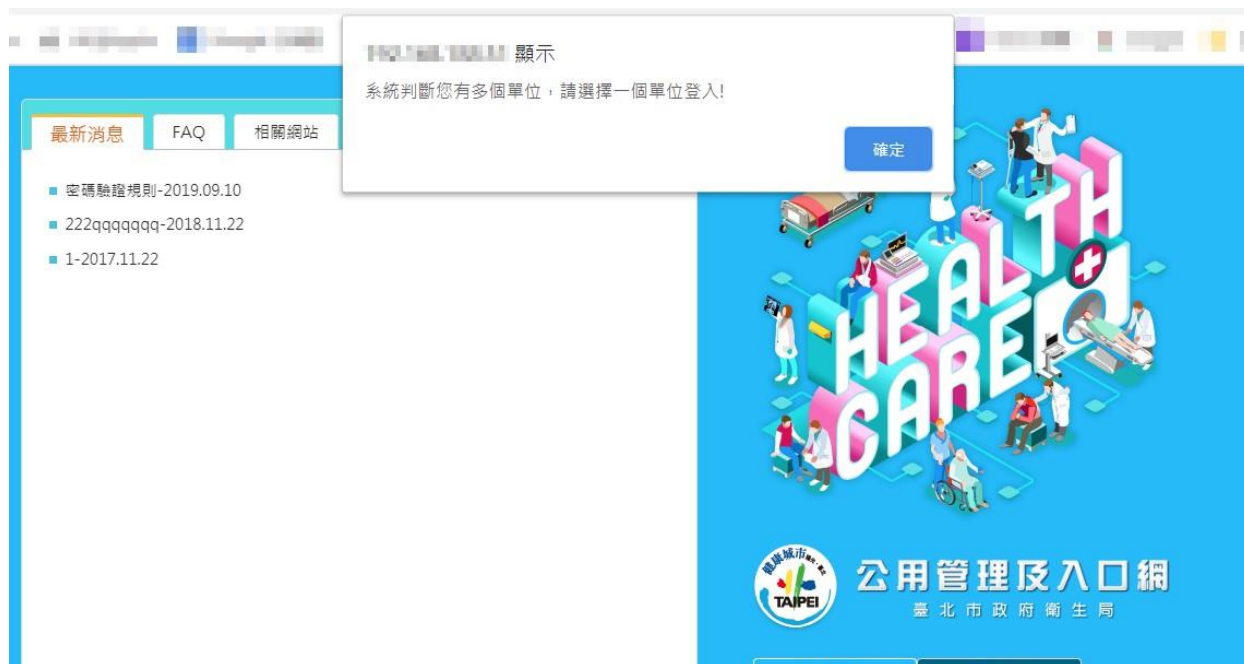 顯示
系統判斷您有多個單位，請選擇一個單位登入!
確定
最新消息
FAQ
相關網站
密碼驗證規則-2019.09.10
222qqqqqqq-2018.11.22
1-2017.11.22
HEALTH
CARE
健康城市
TAIPEI
公用管理及入口網
臺北市政府衛生局